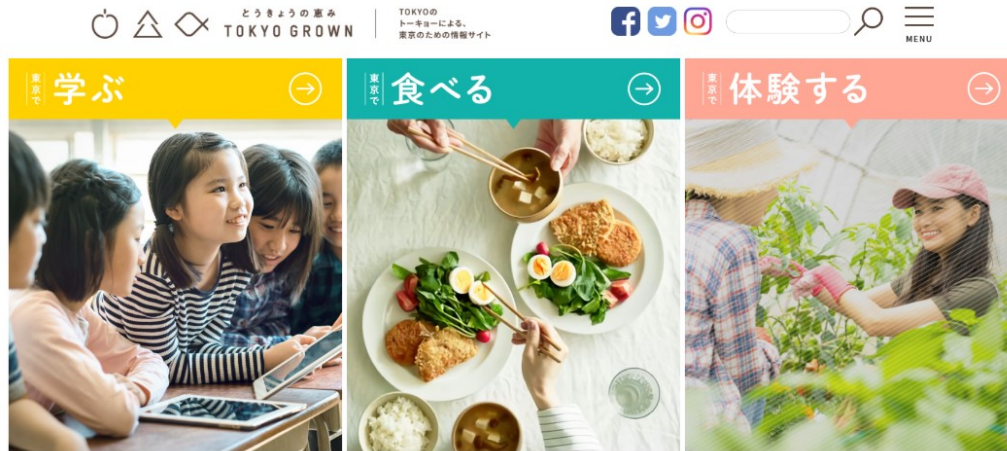 とうきょうの恵み
TOKYO GROWN
TOKYOの
トーキョーによる、
東京のための情報サイト
MENU
東京で
学ぶ
東京で
食べる
東京で
体験する